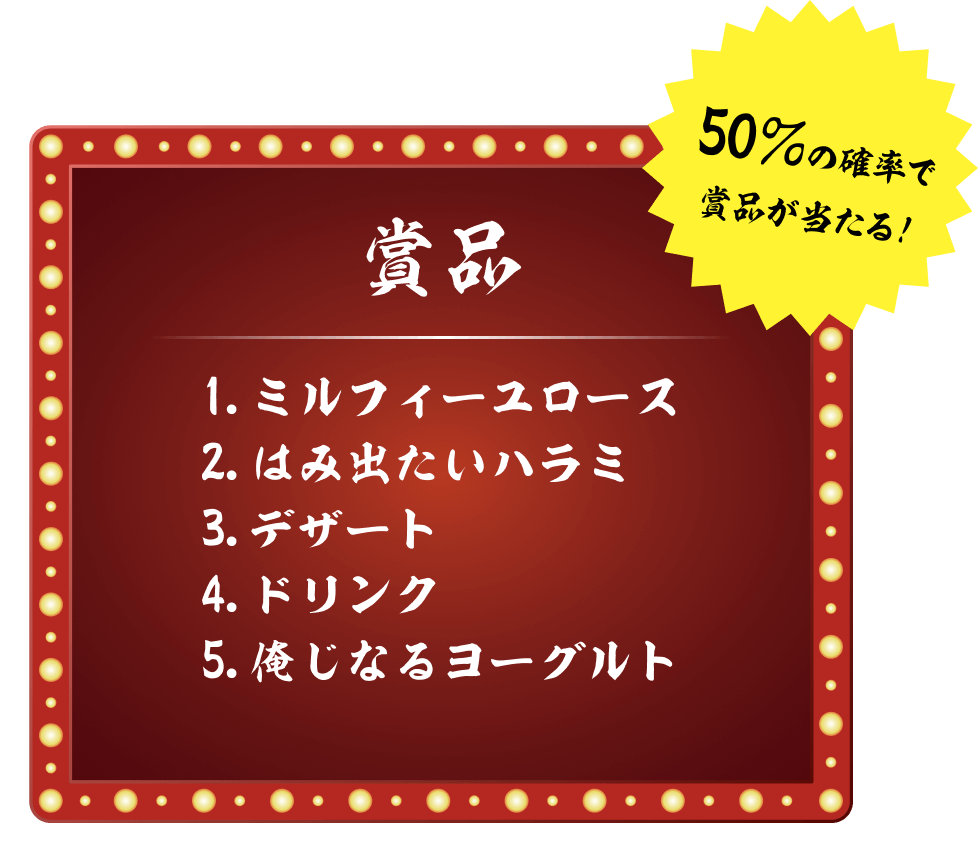 50%の確率で
賞品が当たる!
賞品
1. ミルフィーユロース
2. はみ出たいハラミ
3. デザート
4. ドリンク
5. 俺じなるヨーグルト